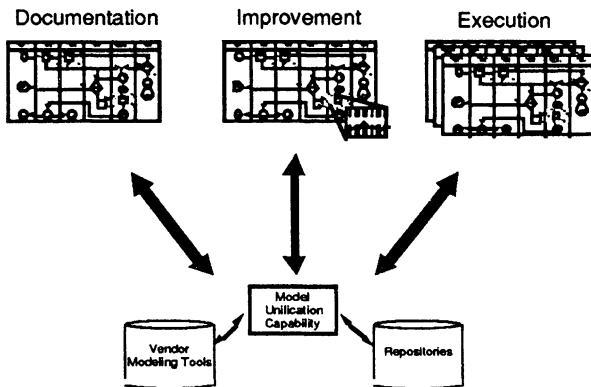 Documentation
Improvement
Execution
Model
Unification
Capability
Vendor
Modeling Tools
Repositories